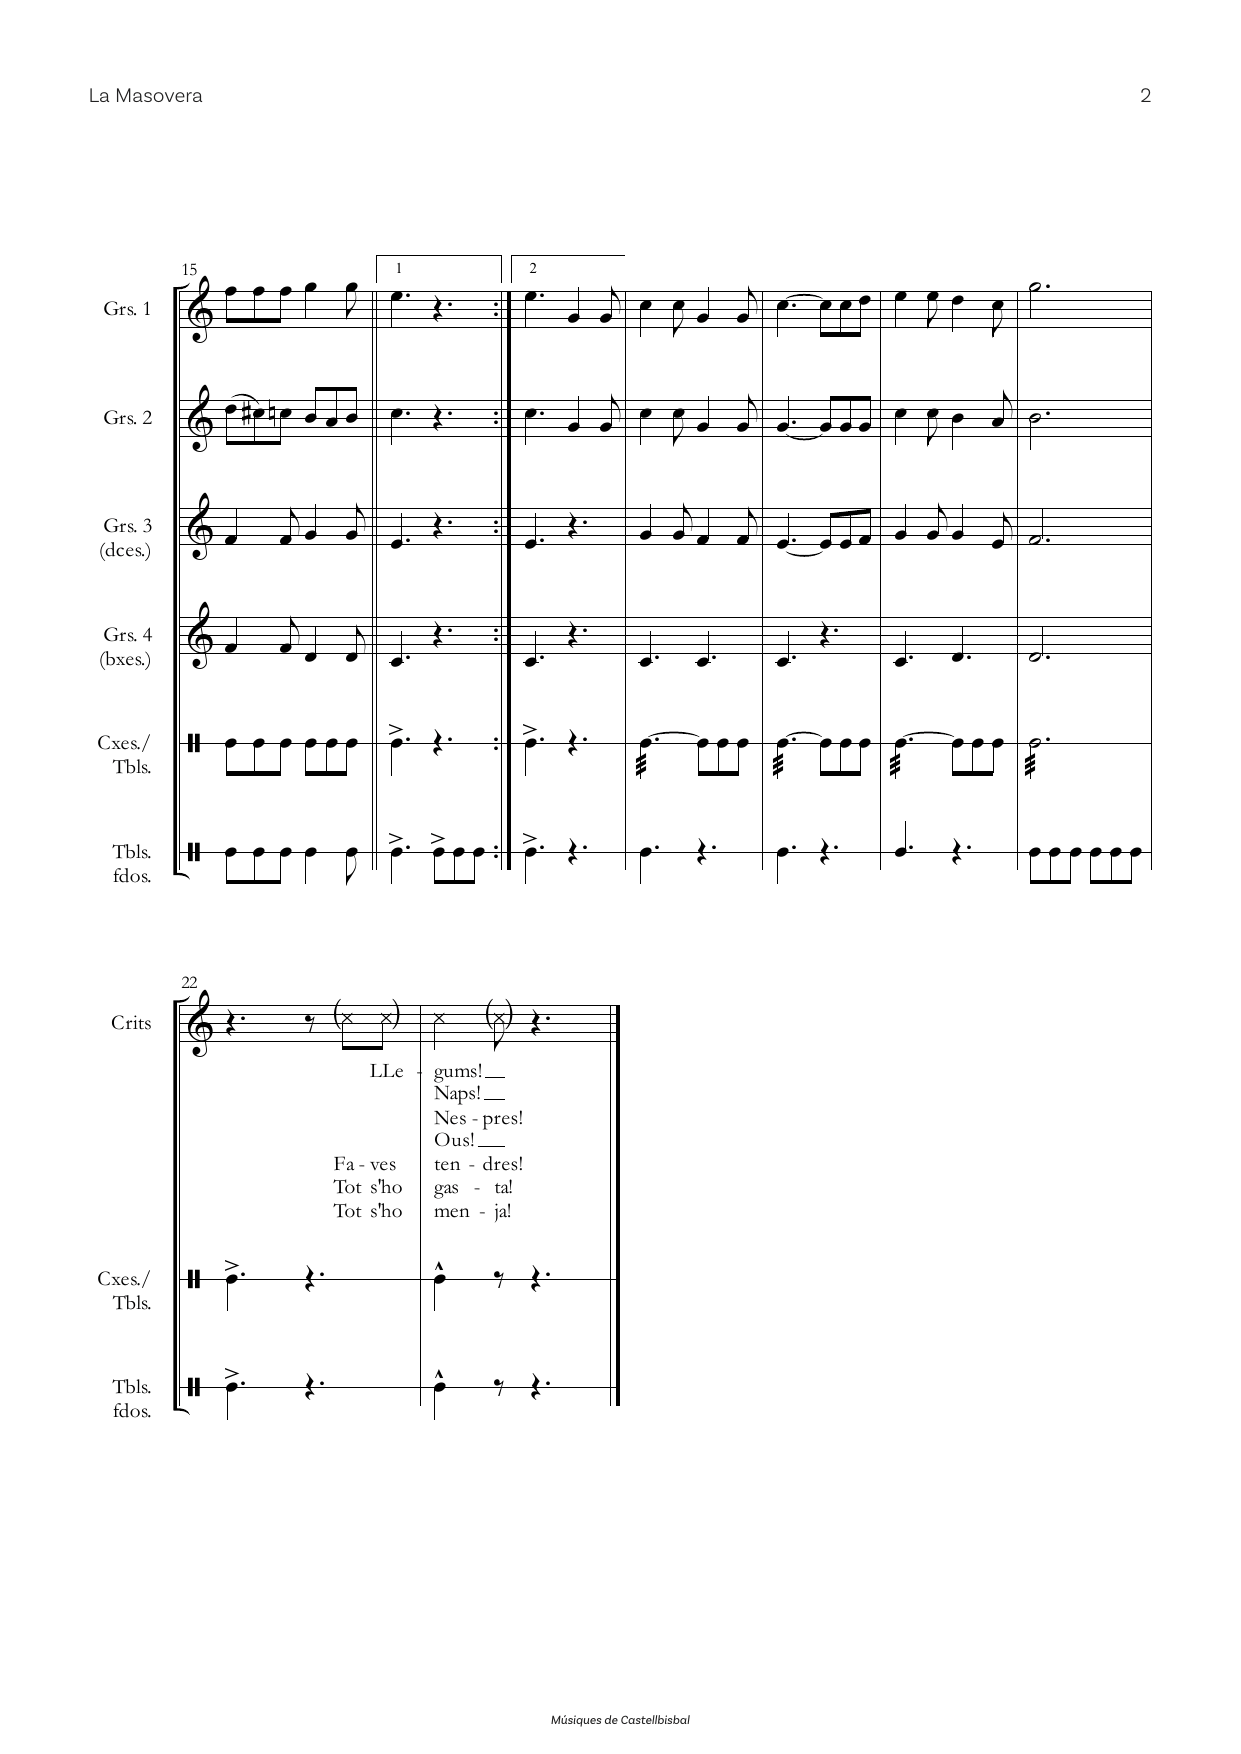 La Masovera 2
15 1 2
Grs. 1
Grs. 2
Grs. 3
(dces.)
Grs. 4
(bxes.)
Cxes./
Tbls.
Tbls.
fdos.
22
Crits
LLe - gums!
Naps!
Nes - pres!
Ous!
Fa - ves ten - dres!
Tot s'ho gas - ta!
Tot s'ho men - ja!
Cxes./
Tbls.
Tbls.
fdos.
Músiques de Castellbisbal